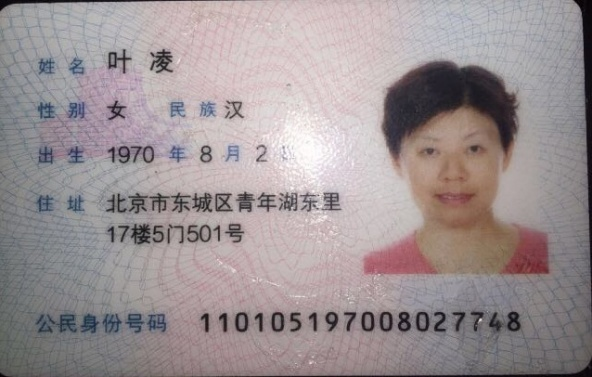 姓名 叶凌
性别 女 民族 汉
出生 1970 年 8 月 2
住址 北京市东城区青年湖东里
17楼5门501号
公民身份号码 110105197008027748